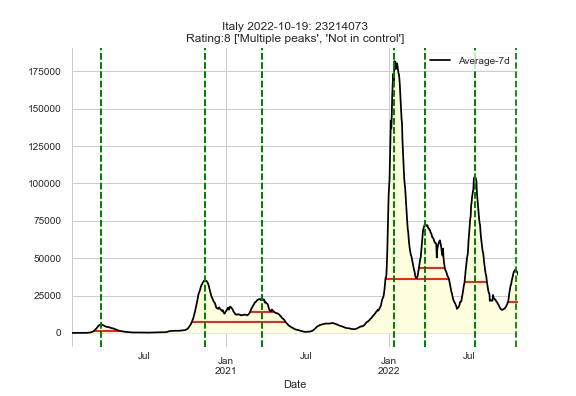 Italy 2022-10-19: 23214073
Rating:8 ['Multiple peaks', 'Not in control']
Average-7d
175000
150000
125000
100000
75000
50000
25000
0
Jul
Jan
2021
Jul
Jan
2022
Jul
Date